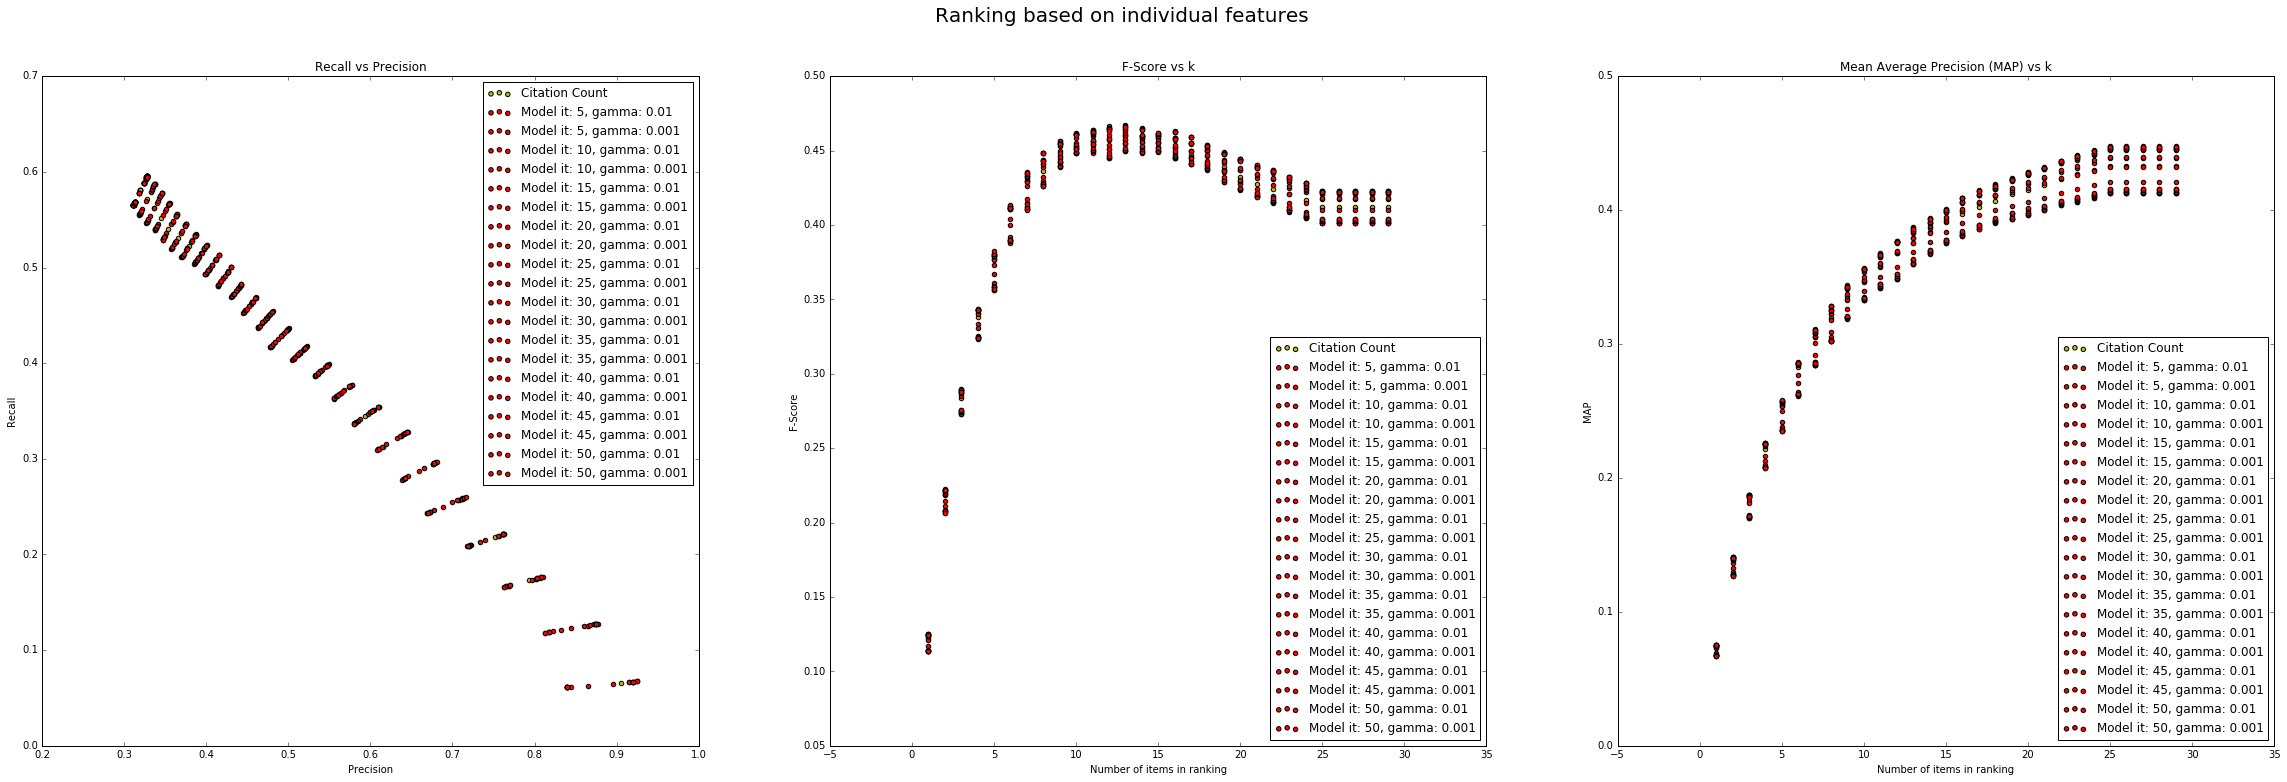 Ranking based on individual features
Recall vs Precision
0.7
0.6
0.5
0.4
0.3
0.2
0.1
0.0
Recall
0.2 0.3 0.4 0.5 0.6 0.7 0.8 0.9 1.0
Precision
Citation Count
Model it: 5, gamma: 0.01
Model it: 5, gamma: 0.001
Model it: 10, gamma: 0.01
Model it: 10, gamma: 0.001
Model it: 15, gamma: 0.01
Model it: 15, gamma: 0.001
Model it: 20, gamma: 0.01
Model it: 20, gamma: 0.001
Model it: 25, gamma: 0.01
Model it: 25, gamma: 0.001
Model it: 30, gamma: 0.01
Model it: 30, gamma: 0.001
Model it: 35, gamma: 0.01
Model it: 35, gamma: 0.001
Model it: 40, gamma: 0.01
Model it: 40, gamma: 0.001
Model it: 45, gamma: 0.01
Model it: 45, gamma: 0.001
Model it: 50, gamma: 0.01
Model it: 50, gamma: 0.001
F-Score vs k
0.50
0.45
0.40
0.35
0.30
0.25
0.20
0.15
0.10
0.05
F-Score
−5 0 5 10 15 20 25 30 35
Number of items in ranking
Citation Count
Model it: 5, gamma: 0.01
Model it: 5, gamma: 0.001
Model it: 10, gamma: 0.01
Model it: 10, gamma: 0.001
Model it: 15, gamma: 0.01
Model it: 15, gamma: 0.001
Model it: 20, gamma: 0.01
Model it: 20, gamma: 0.001
Model it: 25, gamma: 0.01
Model it: 25, gamma: 0.001
Model it: 30, gamma: 0.01
Model it: 30, gamma: 0.001
Model it: 35, gamma: 0.01
Model it: 35, gamma: 0.001
Model it: 40, gamma: 0.01
Model it: 40, gamma: 0.001
Model it: 45, gamma: 0.01
Model it: 45, gamma: 0.001
Model it: 50, gamma: 0.01
Model it: 50, gamma: 0.001
Mean Average Precision (MAP) vs k
0.5
0.4
0.3
0.2
0.1
0.0
MAP
−5 0 5 10 15 20 25 30 35
Number of items in ranking
Citation Count
Model it: 5, gamma: 0.01
Model it: 5, gamma: 0.001
Model it: 10, gamma: 0.01
Model it: 10, gamma: 0.001
Model it: 15, gamma: 0.01
Model it: 15, gamma: 0.001
Model it: 20, gamma: 0.01
Model it: 20, gamma: 0.001
Model it: 25, gamma: 0.01
Model it: 25, gamma: 0.001
Model it: 30, gamma: 0.01
Model it: 30, gamma: 0.001
Model it: 35, gamma: 0.01
Model it: 35, gamma: 0.001
Model it: 40, gamma: 0.01
Model it: 40, gamma: 0.001
Model it: 45, gamma: 0.01
Model it: 45, gamma: 0.001
Model it: 50, gamma: 0.01
Model it: 50, gamma: 0.001